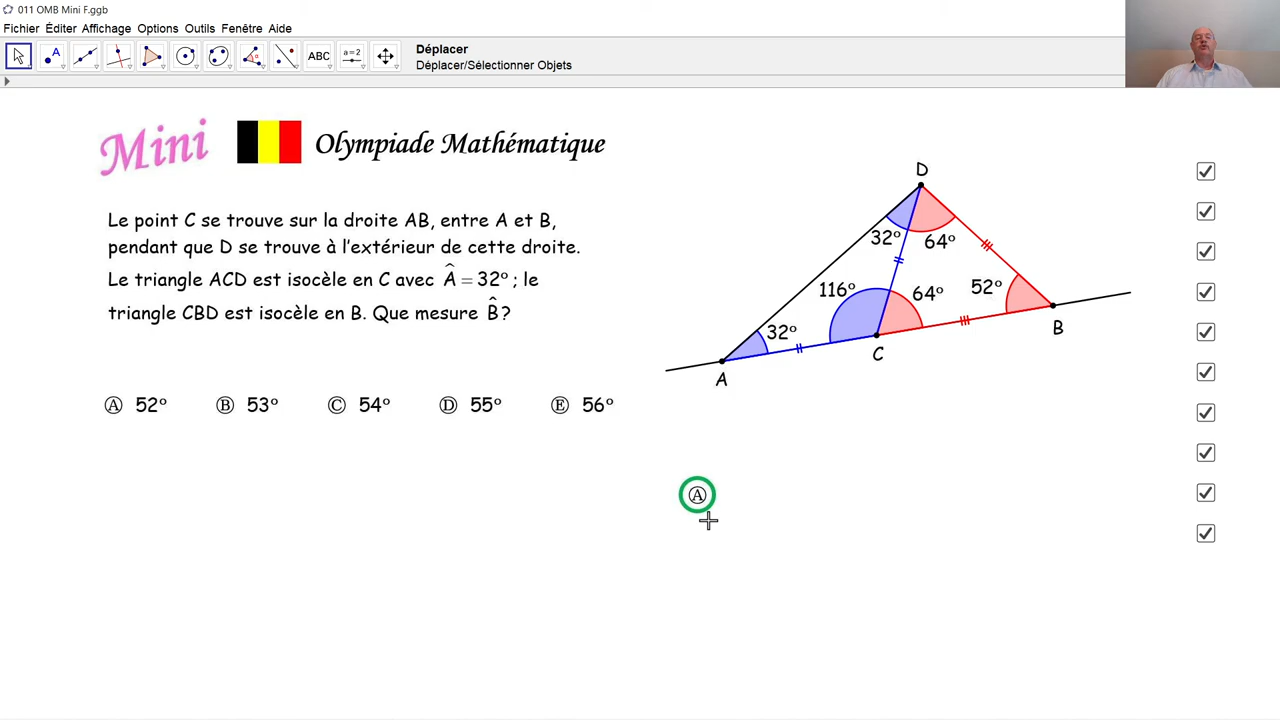 011 OMB Mini F.ggb
Fichier Éditer Affichage Options Outils Fenêtre Aide
ABC
a=2
Déplacer
Déplacer/Sélectionner Objets
Mini
Olympiade Mathématique
Le point C se trouve sur la droite AB, entre A et B,
pendant que D se trouve à l'extérieur de cette droite.
Le triangle ACD est isocèle en C avec Â = 32° ; le
triangle CBD est isocèle en B. Que mesure B̂ ?
Ⓐ 52° Ⓑ 53° Ⓒ 54° Ⓓ 55° Ⓔ 56°
D
32° 64°
116° 64° 52°
32°
B
C
A
Ⓐ